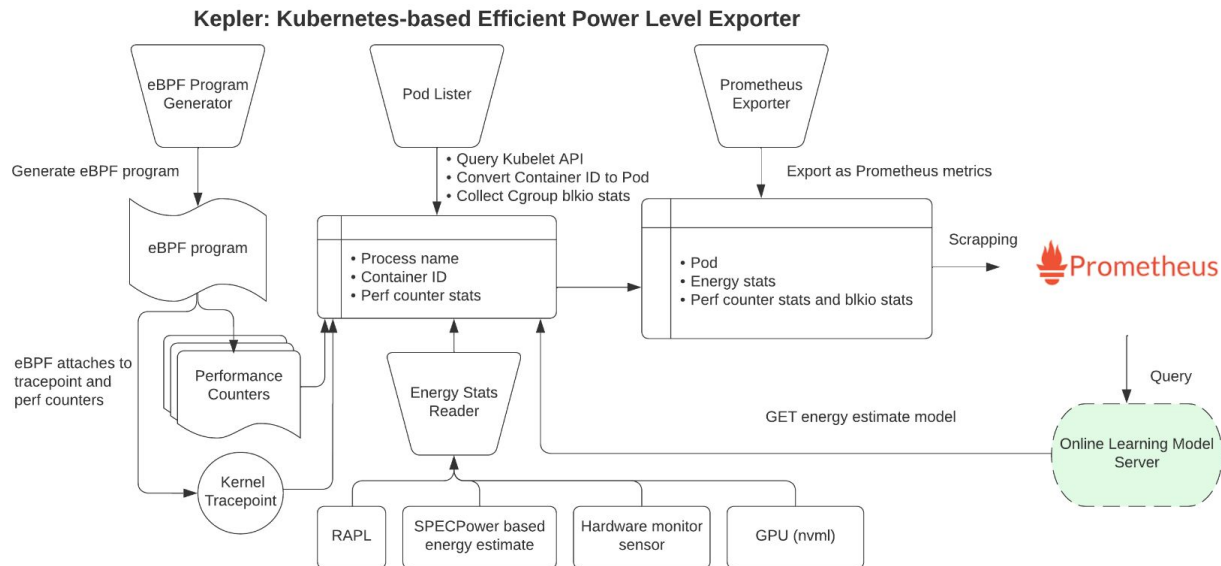 Kepler: Kubernetes-based Efficient Power Level Exporter
eBPF Program
Generator
Pod Lister
Prometheus
Exporter
Generate eBPF program
• Query Kubelet API
• Convert Container ID to Pod
• Collect Cgroup blkio stats
Export as Prometheus metrics
eBPF program
• Process name
• Container ID
• Perf counter stats
• Pod
• Energy stats
• Perf counter stats and blkio stats
Scrapping
Prometheus
eBPF attaches to
tracepoint and
perf counters
Performance
Counters
Energy Stats
Reader
Query
GET energy estimate model
Online Learning Model
Server
Kernel
Tracepoint
RAPL
SPECPower based
energy estimate
Hardware monitor
sensor
GPU (nvml)